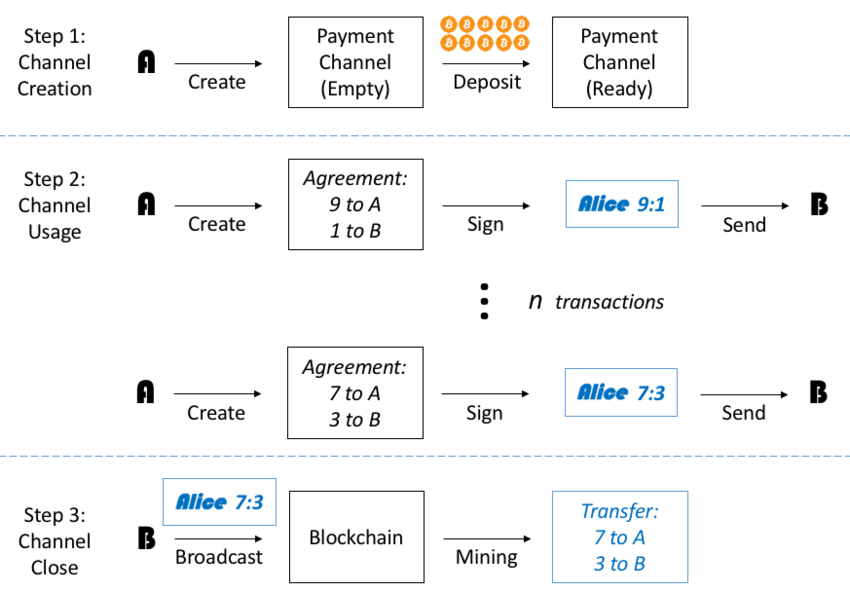 Step 1:
Channel
Creation
A
Create
Payment
Channel
(Empty)
Deposit
Payment
Channel
(Ready)
Step 2:
Channel
Usage
A
Create
Agreement:
9 to A
1 to B
Sign
Alice 9:1
Send
B
n transactions
A
Create
Agreement:
7 to A
3 to B
Sign
Alice 7:3
Send
B
Step 3:
Channel
Close
B
Alice 7:3
Broadcast
Blockchain
Mining
Transfer:
7 to A
3 to B